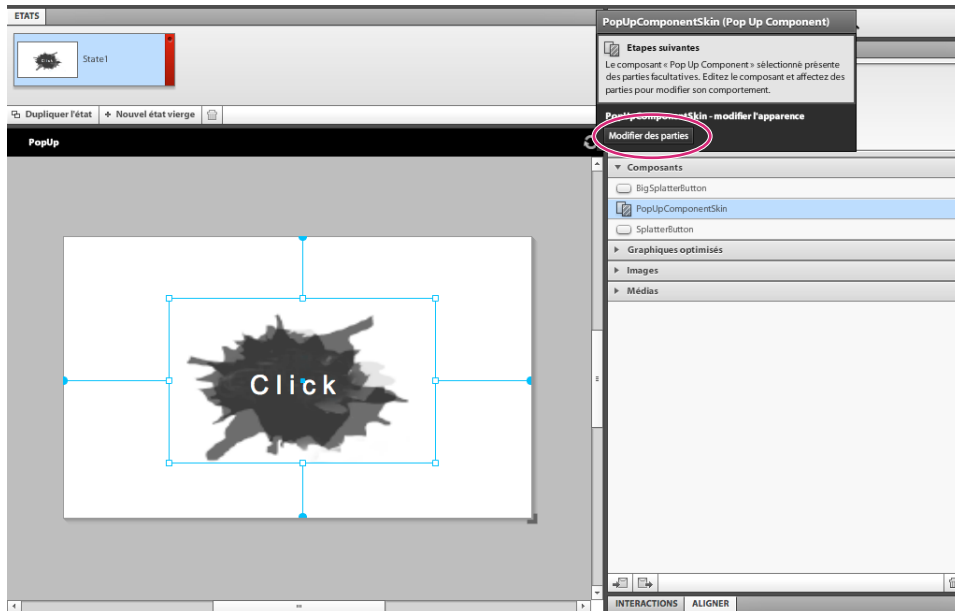 ETATS
State1
Dupliquer l'état
Nouvel état vierge
PopUp
Click
PopUpComponentSkin (Pop Up Component)
Etapes suivantes
Le composant « Pop Up Component » sélectionné présente
des parties facultatives. Editez le composant et affectez des
parties pour modifier son comportement.
PopUpComponentSkin - modifier l'apparence
Modifier des parties
Composants
BigSplatterButton
PopUpComponentSkin
SplatterButton
Graphiques optimisés
Images
Médias
INTERACTIONS
ALIGNER